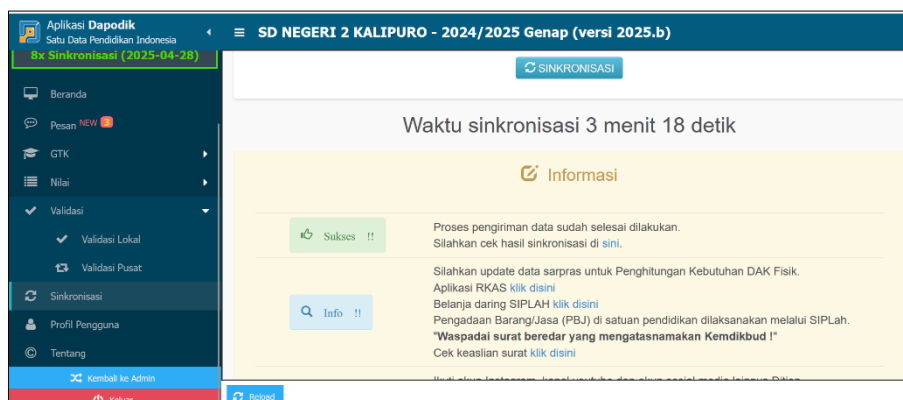 Aplikasi Dapodik
Satu Data Pendidikan Indonesia
SD NEGERI 2 KALIPURO - 2024/2025 Genap (versi 2025.b)
8x Sinkronisasi (2025-04-28)
Beranda
Pesan NEW 3
GTK
Nilai
Validasi
Validasi Lokal
Validasi Pusat
Sinkronisasi
Profil Pengguna
Tentang
Kembali ke Admin
Keluar
SINKRONISASI
Waktu sinkronisasi 3 menit 18 detik
Informasi
Sukses !!
Proses pengiriman data sudah selesai dilakukan.
Silahkan cek hasil sinkronisasi di sini.
Info !!
Silahkan update data sarpras untuk Penghitungan Kebutuhan DAK Fisik.
Aplikasi RKAS klik disini
Belanja daring SIPLAH klik disini
Pengadaan Barang/Jasa (PBJ) di satuan pendidikan dilaksanakan melalui SIPLah.
"Waspadai surat beredar yang mengatasnamakan Kemdikbud !"
Cek keaslian surat klik disini
Reload